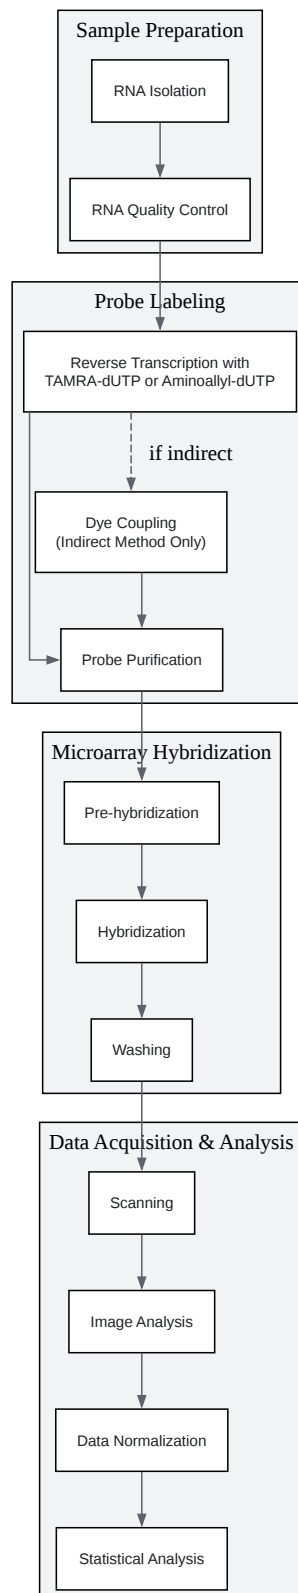 Sample Preparation
RNA Isolation
RNA Quality Control
Probe Labeling
Reverse Transcription with
TAMRA-dUTP or Aminoallyl-dUTP
if indirect
Dye Coupling
(Indirect Method Only)
Probe Purification
Microarray Hybridization
Pre-hybridization
Hybridization
Washing
Data Acquisition & Analysis
Scanning
Image Analysis
Data Normalization
Statistical Analysis